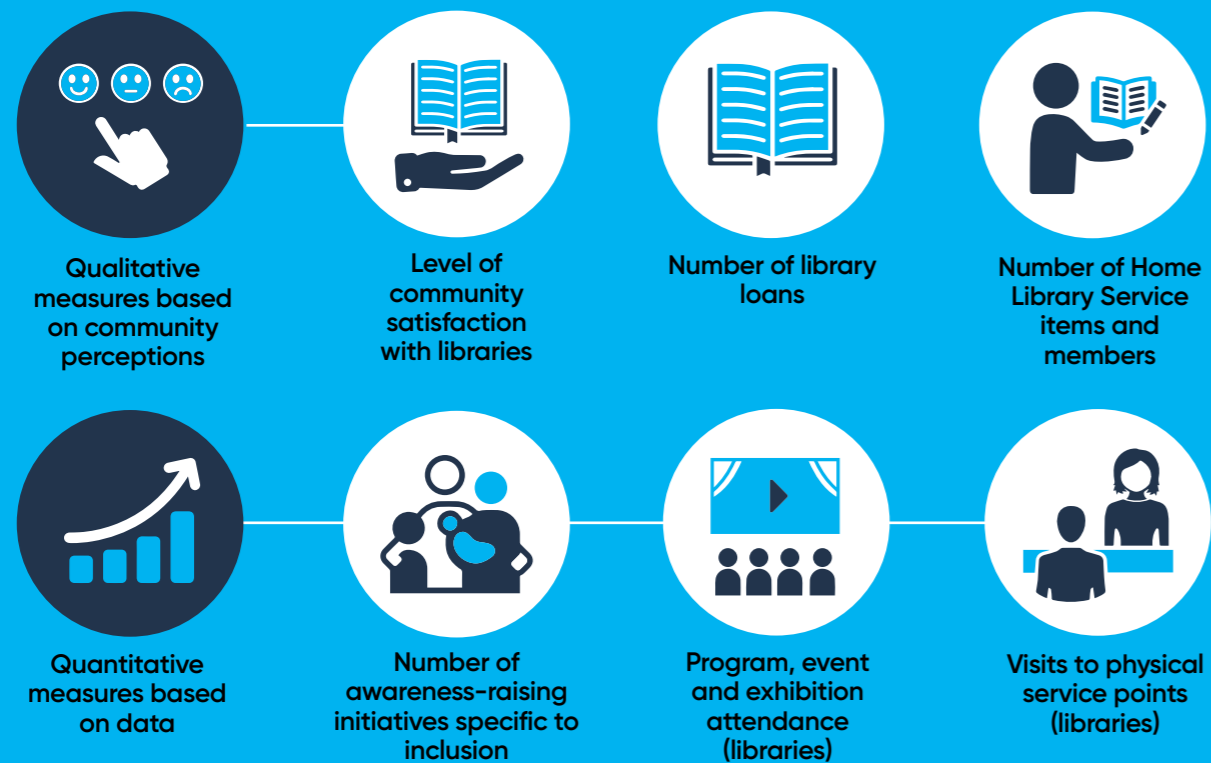 Qualitative
measures based
on community
perceptions
Level of
community
satisfaction
with libraries
Number of library
loans
Number of Home
Library Service
items and
members
Quantitative
measures based
on data
Number of
awareness-raising
initiatives specific to
inclusion
Program, event
and exhibition
attendance
(libraries)
Visits to physical
service points
(libraries)